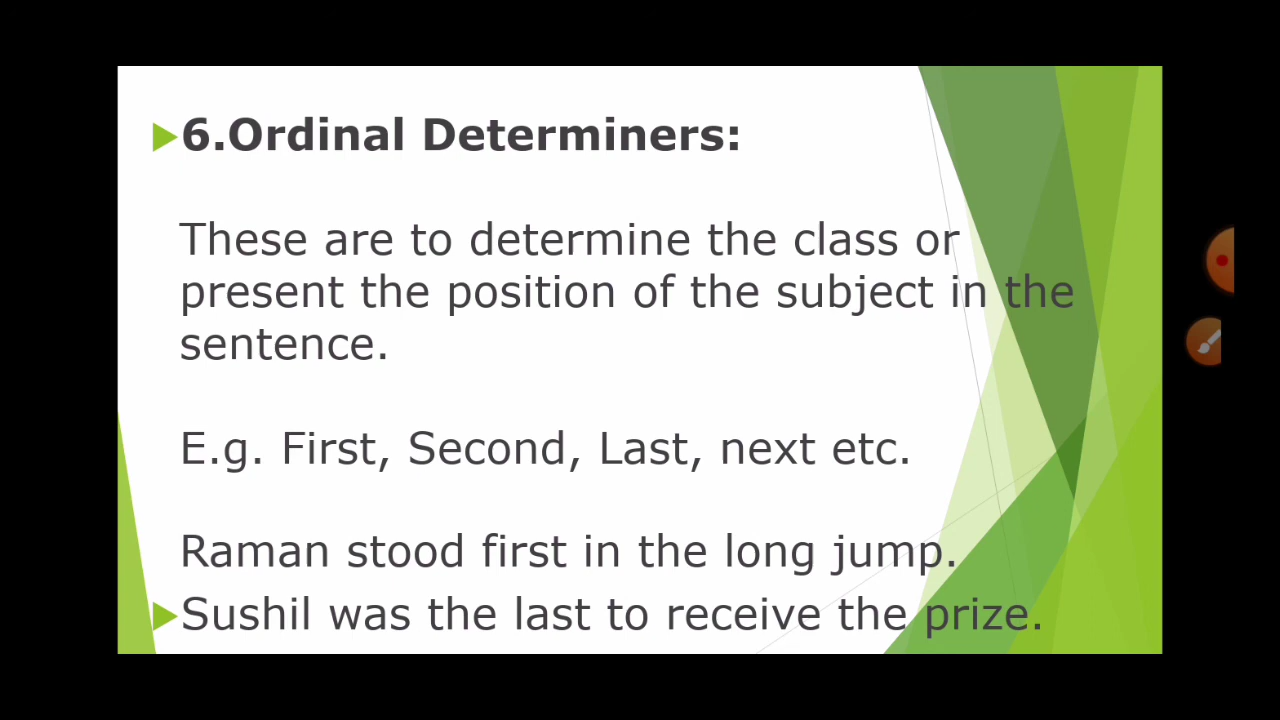 6.Ordinal Determiners:
These are to determine the class or
present the position of the subject in the
sentence.
E.g. First, Second, Last, next etc.
Raman stood first in the long jump.
Sushil was the last to receive the prize.